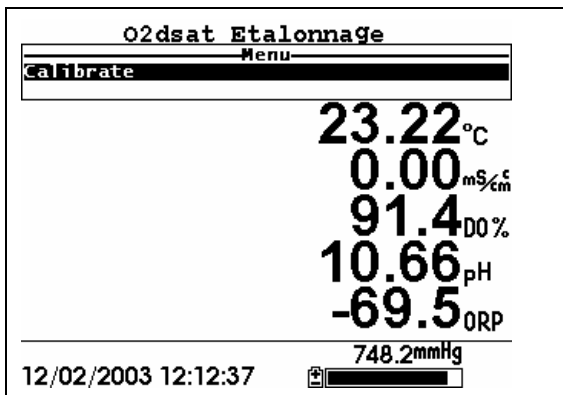 O2dsat Etalonnage
Menu
Calibrate
23.22°C
0.00mS/cm c
91.4DO%
10.66pH
-69.5ORP
748.2mmHg
12/02/2003 12:12:37